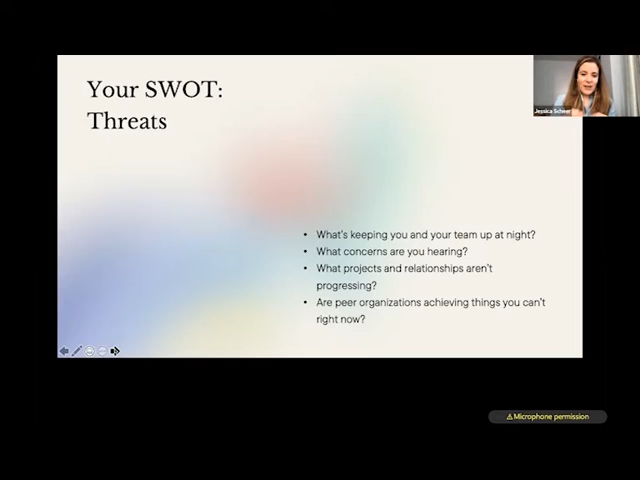 Your SWOT:
Threats
Jessica
• What's keeping you and your team up at night?
• What concerns are you hearing?
• What projects and relationships aren't
progressing?
• Are peer organizations achieving things you can't
right now?
⚠ Microphone permission